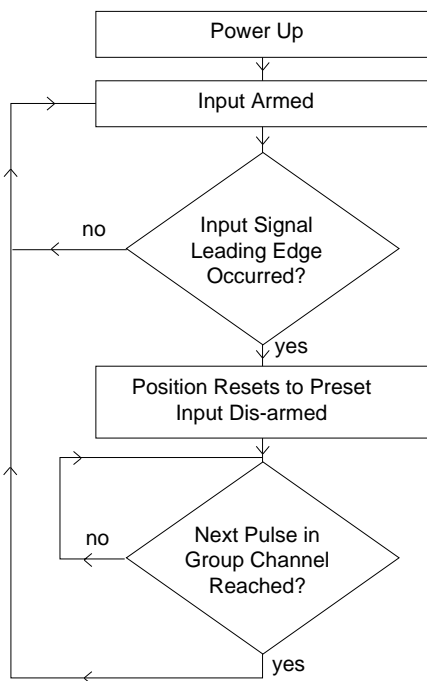 Power Up
Input Armed
Input Signal
Leading Edge
Occurred?
no
yes
Position Resets to Preset
Input Dis-armed
Next Pulse in
Group Channel
Reached?
no
yes